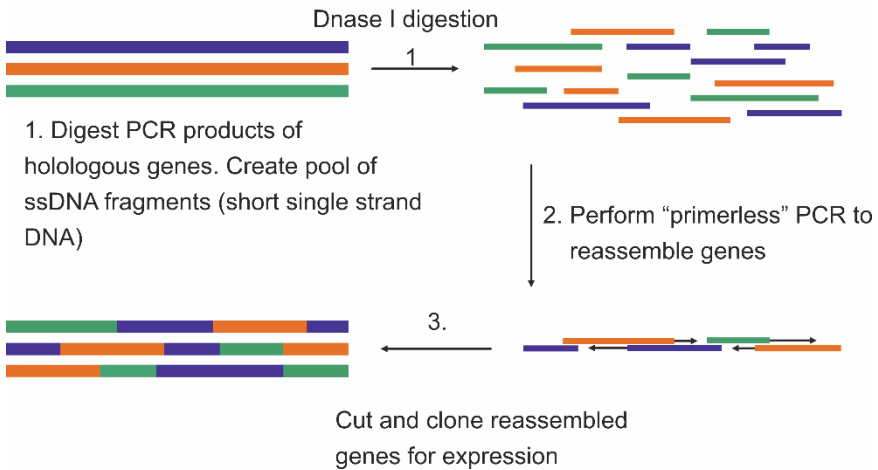 Dnase I digestion
1
1. Digest PCR products of
holologous genes. Create pool of
ssDNA fragments (short single strand
DNA)
2. Perform “primerless” PCR to
reassemble genes
3.
Cut and clone reassembled
genes for expression